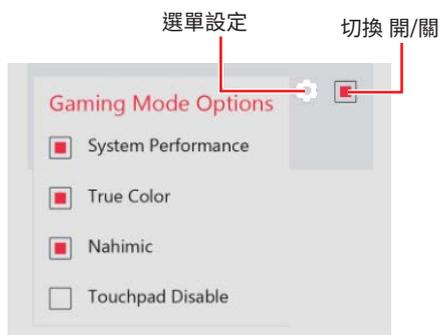 選單設定
切換 開/關
Gaming Mode Options
System Performance
True Color
Nahimic
Touchpad Disable